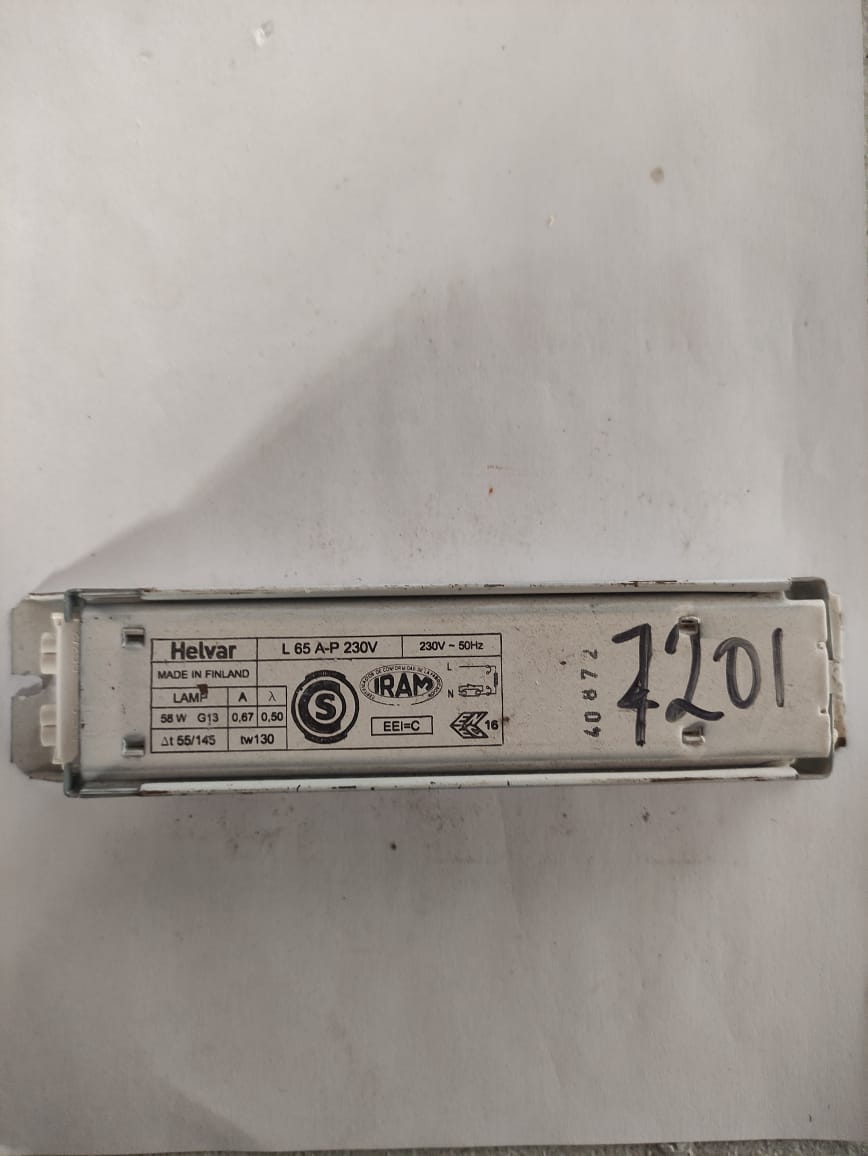 Helvar
L 65 A-P 230V
230V ~ 50Hz
MADE IN FINLAND
LAMP A λ
58 W G13 0,67 0,50
Δt 55/145 tw130
S
IRAM
EEI=C
L
N
16
40872
7201